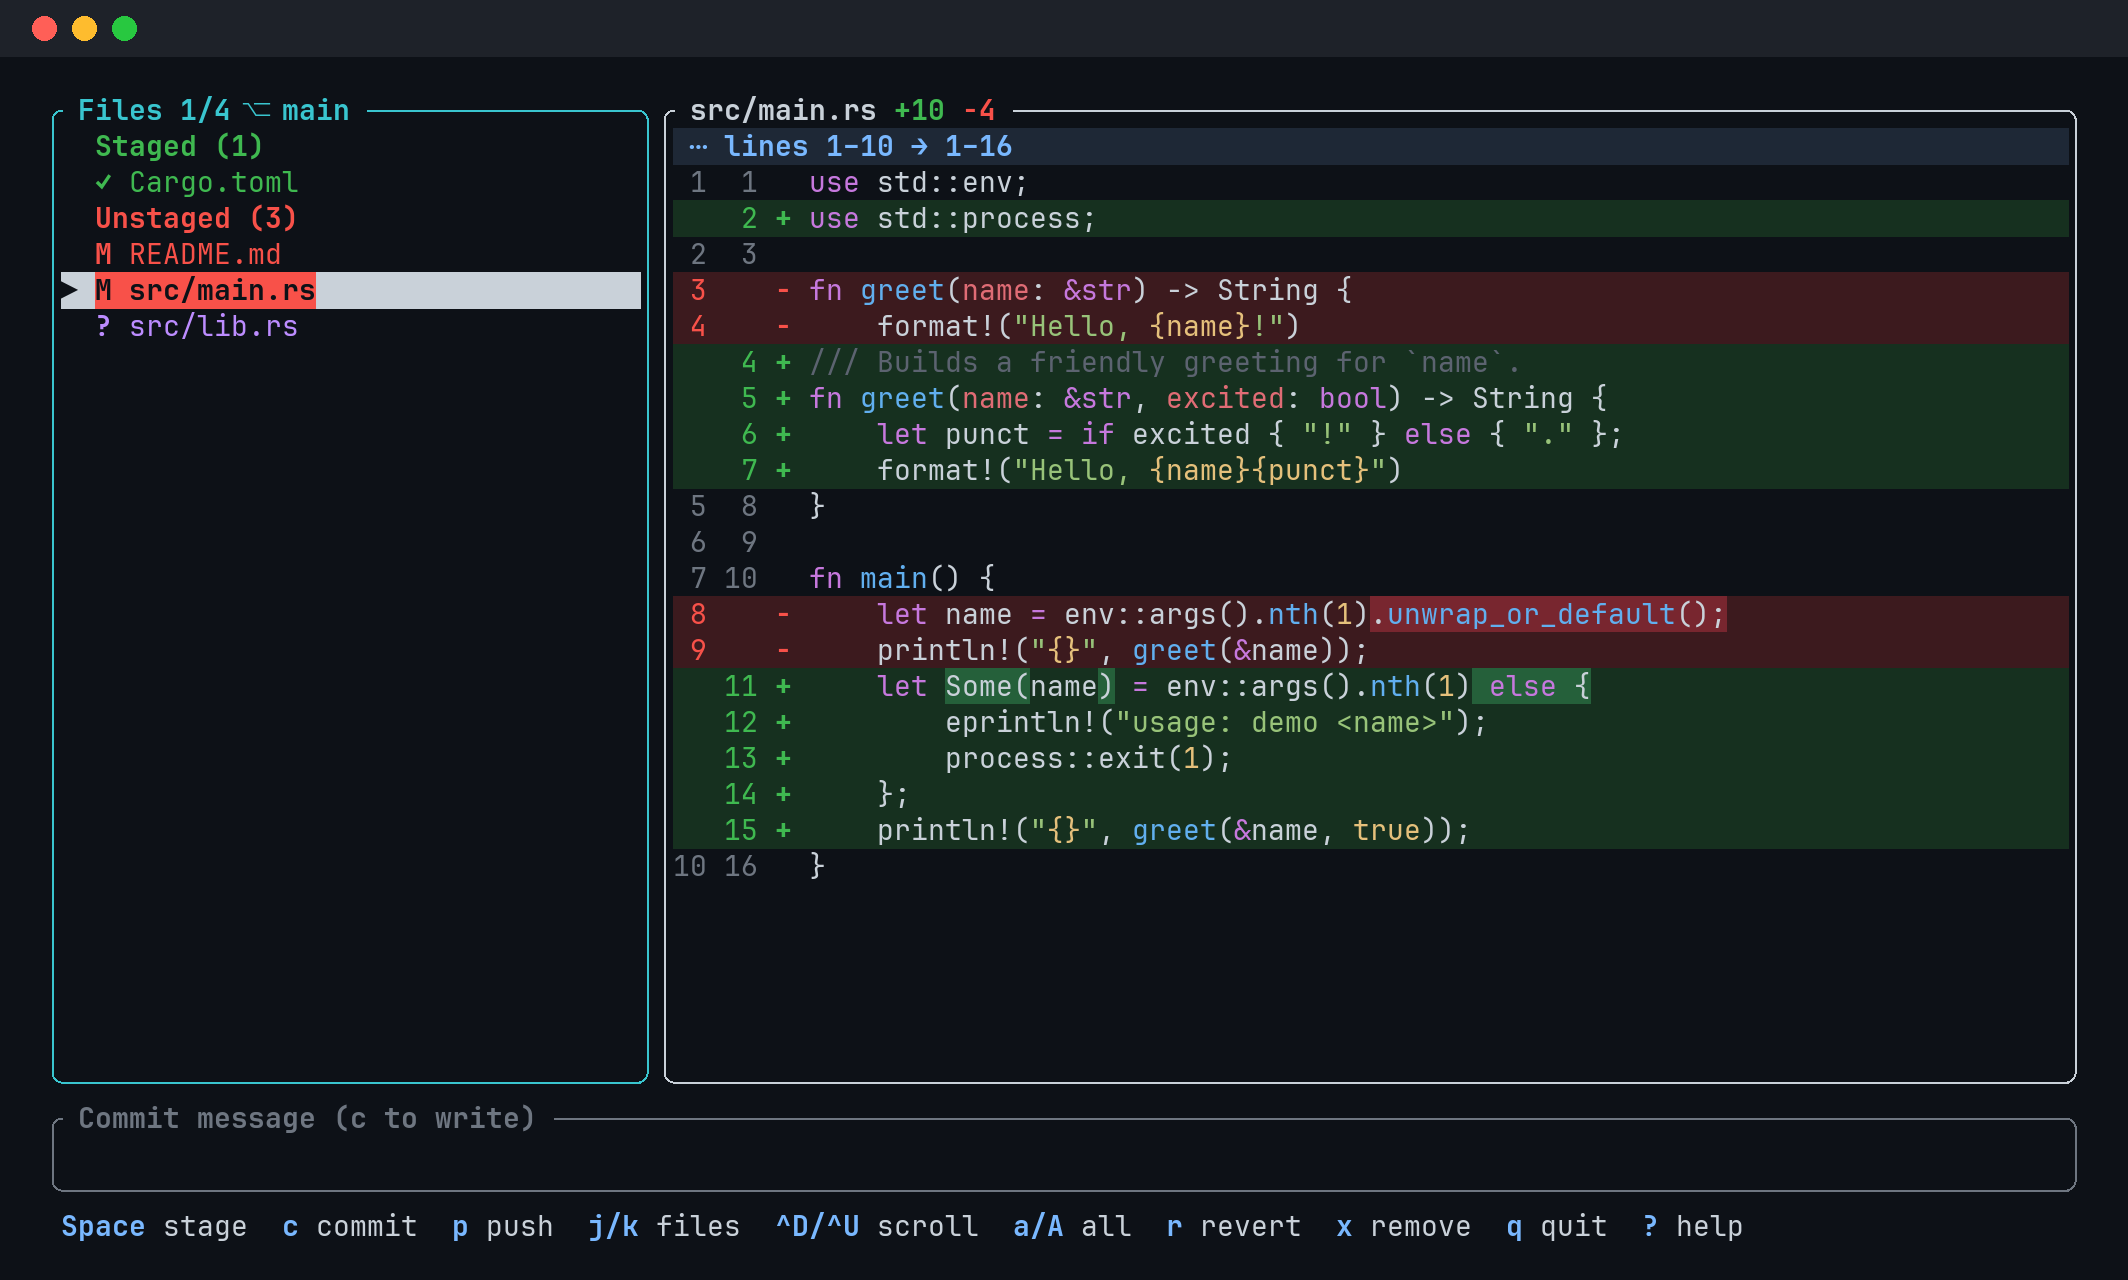 Files 1/4 ⌥ main
Staged (1)
✓ Cargo.toml
Unstaged (3)
M README.md
▶ M src/main.rs
? src/lib.rs
src/main.rs +10 -4
⋯ lines 1-10 → 1-16
1 1 use std::env;
2 + use std::process;
2 3
3 - fn greet(name: &str) -> String {
4 -     format!("Hello, {name}!")
4 + /// Builds a friendly greeting for `name`.
5 + fn greet(name: &str, excited: bool) -> String {
6 +     let punct = if excited { "!" } else { "." };
7 +     format!("Hello, {name}{punct}")
5 8 }
6 9
7 10 fn main() {
8 -     let name = env::args().nth(1).unwrap_or_default();
9 -     println!("{}", greet(&name));
11 +     let Some(name) = env::args().nth(1) else {
12 +         eprintln!("usage: demo <name>");
13 +         process::exit(1);
14 +     };
15 +     println!("{}", greet(&name, true));
10 16 }
Commit message (c to write)
Space stage  c commit  p push  j/k files  ^D/^U scroll  a/A all  r revert  x remove  q quit  ? help